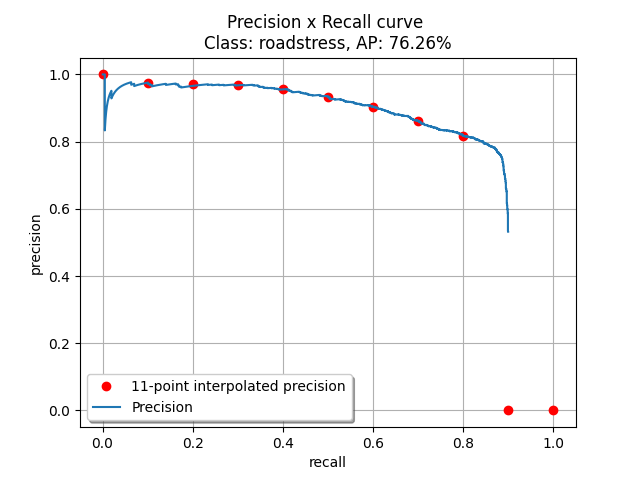 Precision x Recall curve
Class: roadstress, AP: 76.26%
1.0
0.8
0.6
0.4
0.2
0.0
precision
11-point interpolated precision
Precision
0.0 0.2 0.4 0.6 0.8 1.0
recall